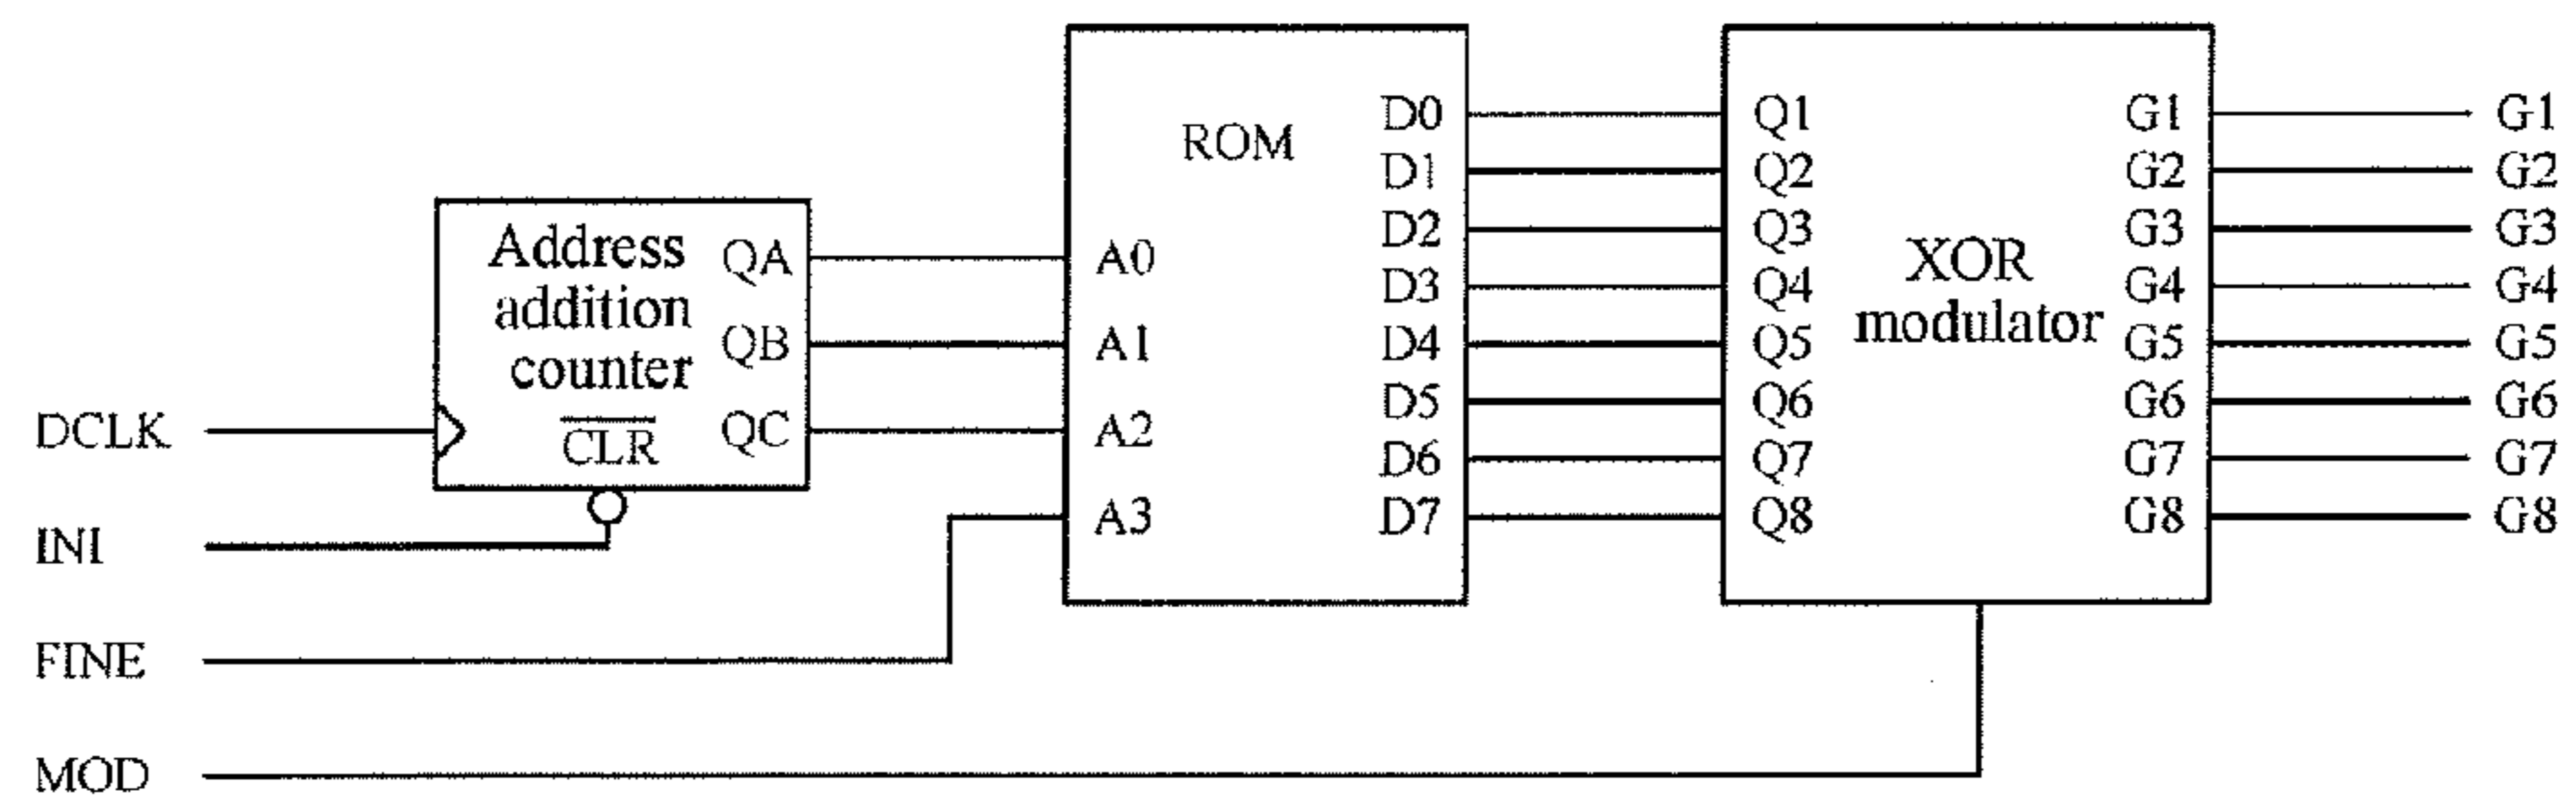 DCLK
INI
FINE
MOD
Address
addition
counter
CLR
QA
QB
QC
ROM
A0
A1
A2
A3
D0
D1
D2
D3
D4
D5
D6
D7
Q1
Q2
Q3
Q4
Q5
Q6
Q7
Q8
XOR
modulator
G1
G2
G3
G4
G5
G6
G7
G8
G1
G2
G3
G4
G5
G6
G7
G8